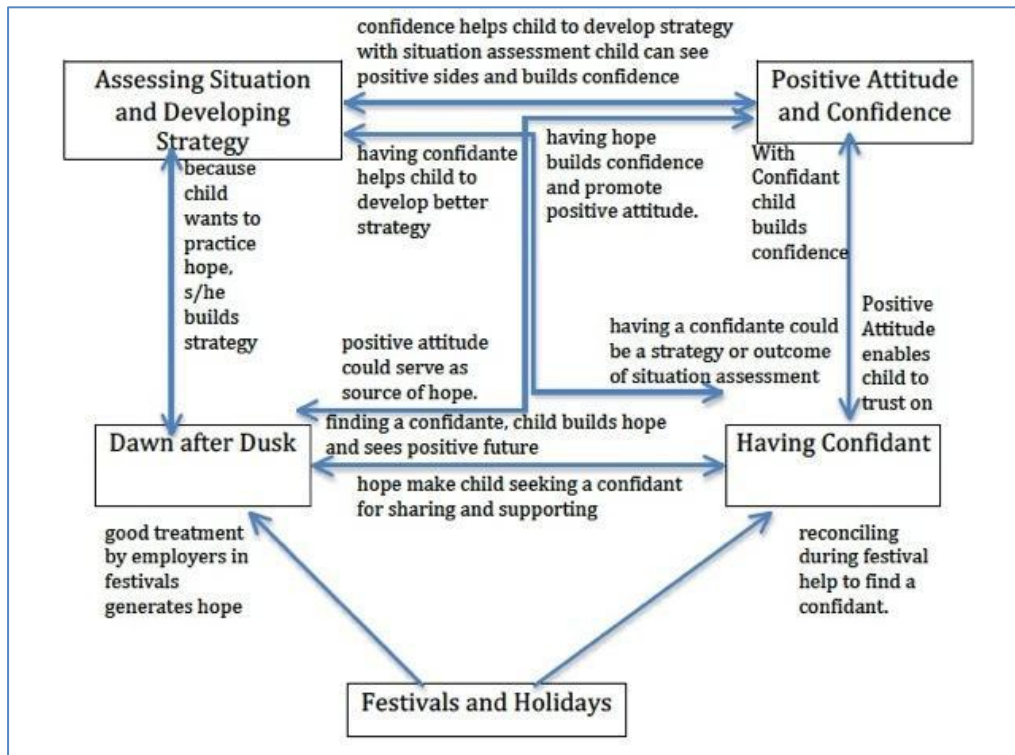 confidence helps child to develop strategy
with situation assessment child can see
positive sides and builds confidence
Assessing Situation
and Developing
Strategy
Positive Attitude
and Confidence
having confidante
helps child to
develop better
strategy
having hope
builds confidence
and promote
positive attitude.
With
Confidant
child
builds
confidence
because
child
wants to
practice
hope,
s/he
builds
strategy
positive attitude
could serve as
source of hope.
having a confidante could
be a strategy or outcome
of situation assessment
Positive
Attitude
enables
child to
trust on
finding a confidante, child builds hope
and sees positive future
Dawn after Dusk
Having Confidant
hope make child seeking a confidant
for sharing and supporting
good treatment
by employers in
festivals
generates hope
reconciling
during festival
help to find a
confidant.
Festivals and Holidays